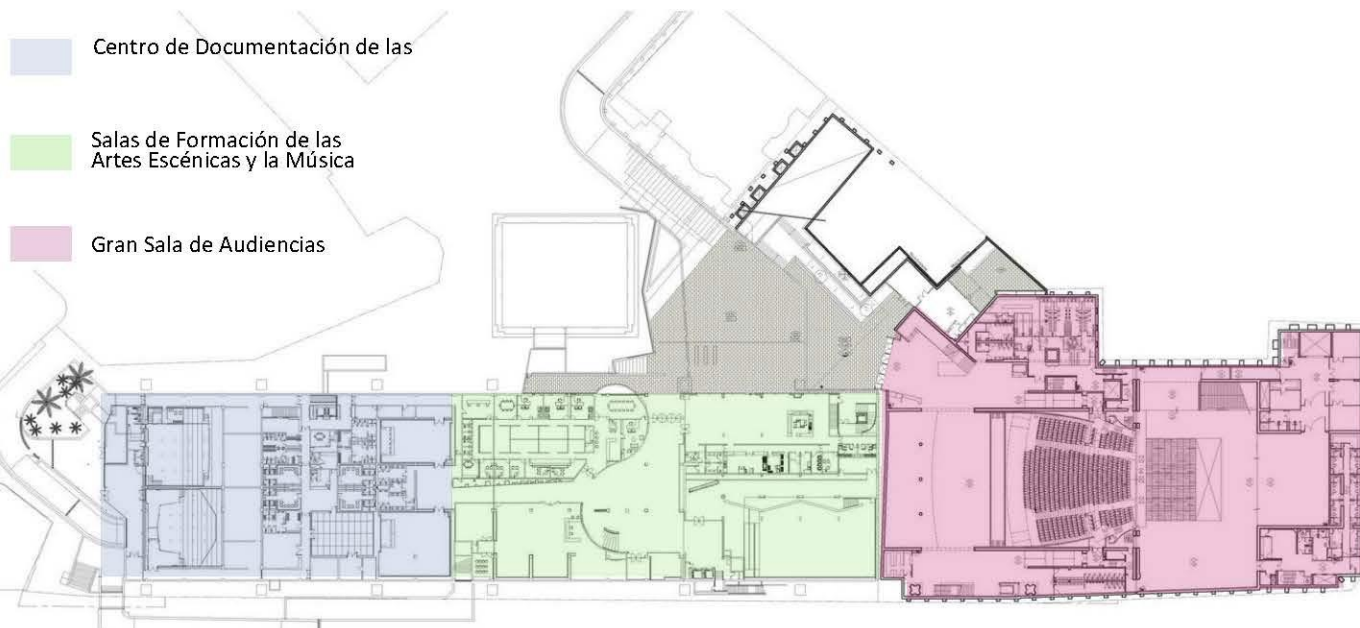 Centro de Documentación de las
Salas de Formación de las
Artes Escénicas y la Música
Gran Sala de Audiencias